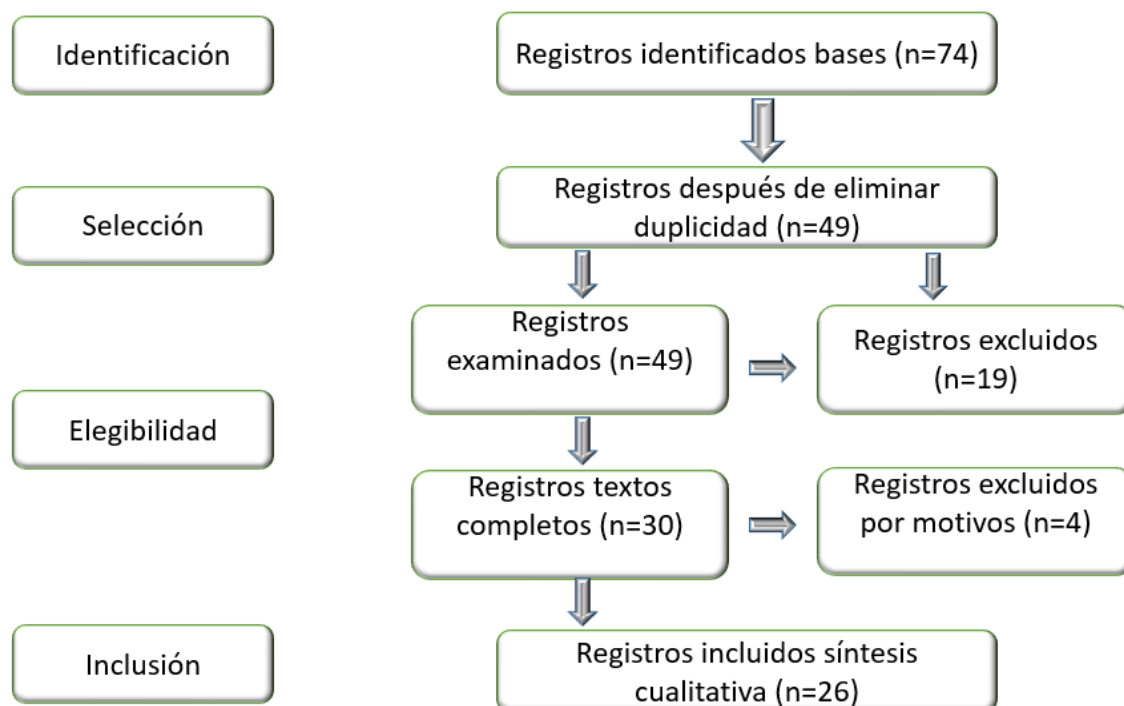 Identificación
Registros identificados bases (n=74)
Selección
Registros después de eliminar
duplicidad (n=49)
Registros
examinados (n=49)
Registros excluidos
(n=19)
Elegibilidad
Registros textos
completos (n=30)
Registros excluidos
por motivos (n=4)
Inclusión
Registros incluidos síntesis
cualitativa (n=26)